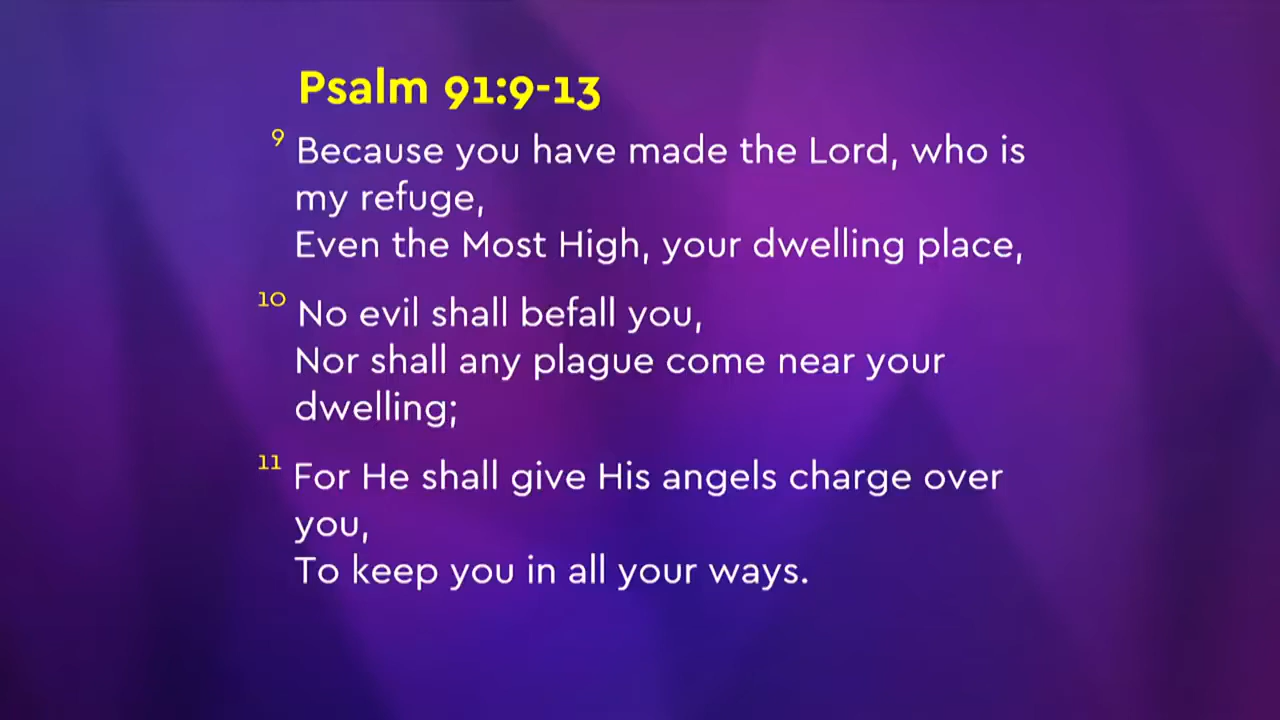 Psalm 91:9-13
9 Because you have made the Lord, who is
my refuge,
Even the Most High, your dwelling place,
10 No evil shall befall you,
Nor shall any plague come near your
dwelling;
11 For He shall give His angels charge over
you,
To keep you in all your ways.